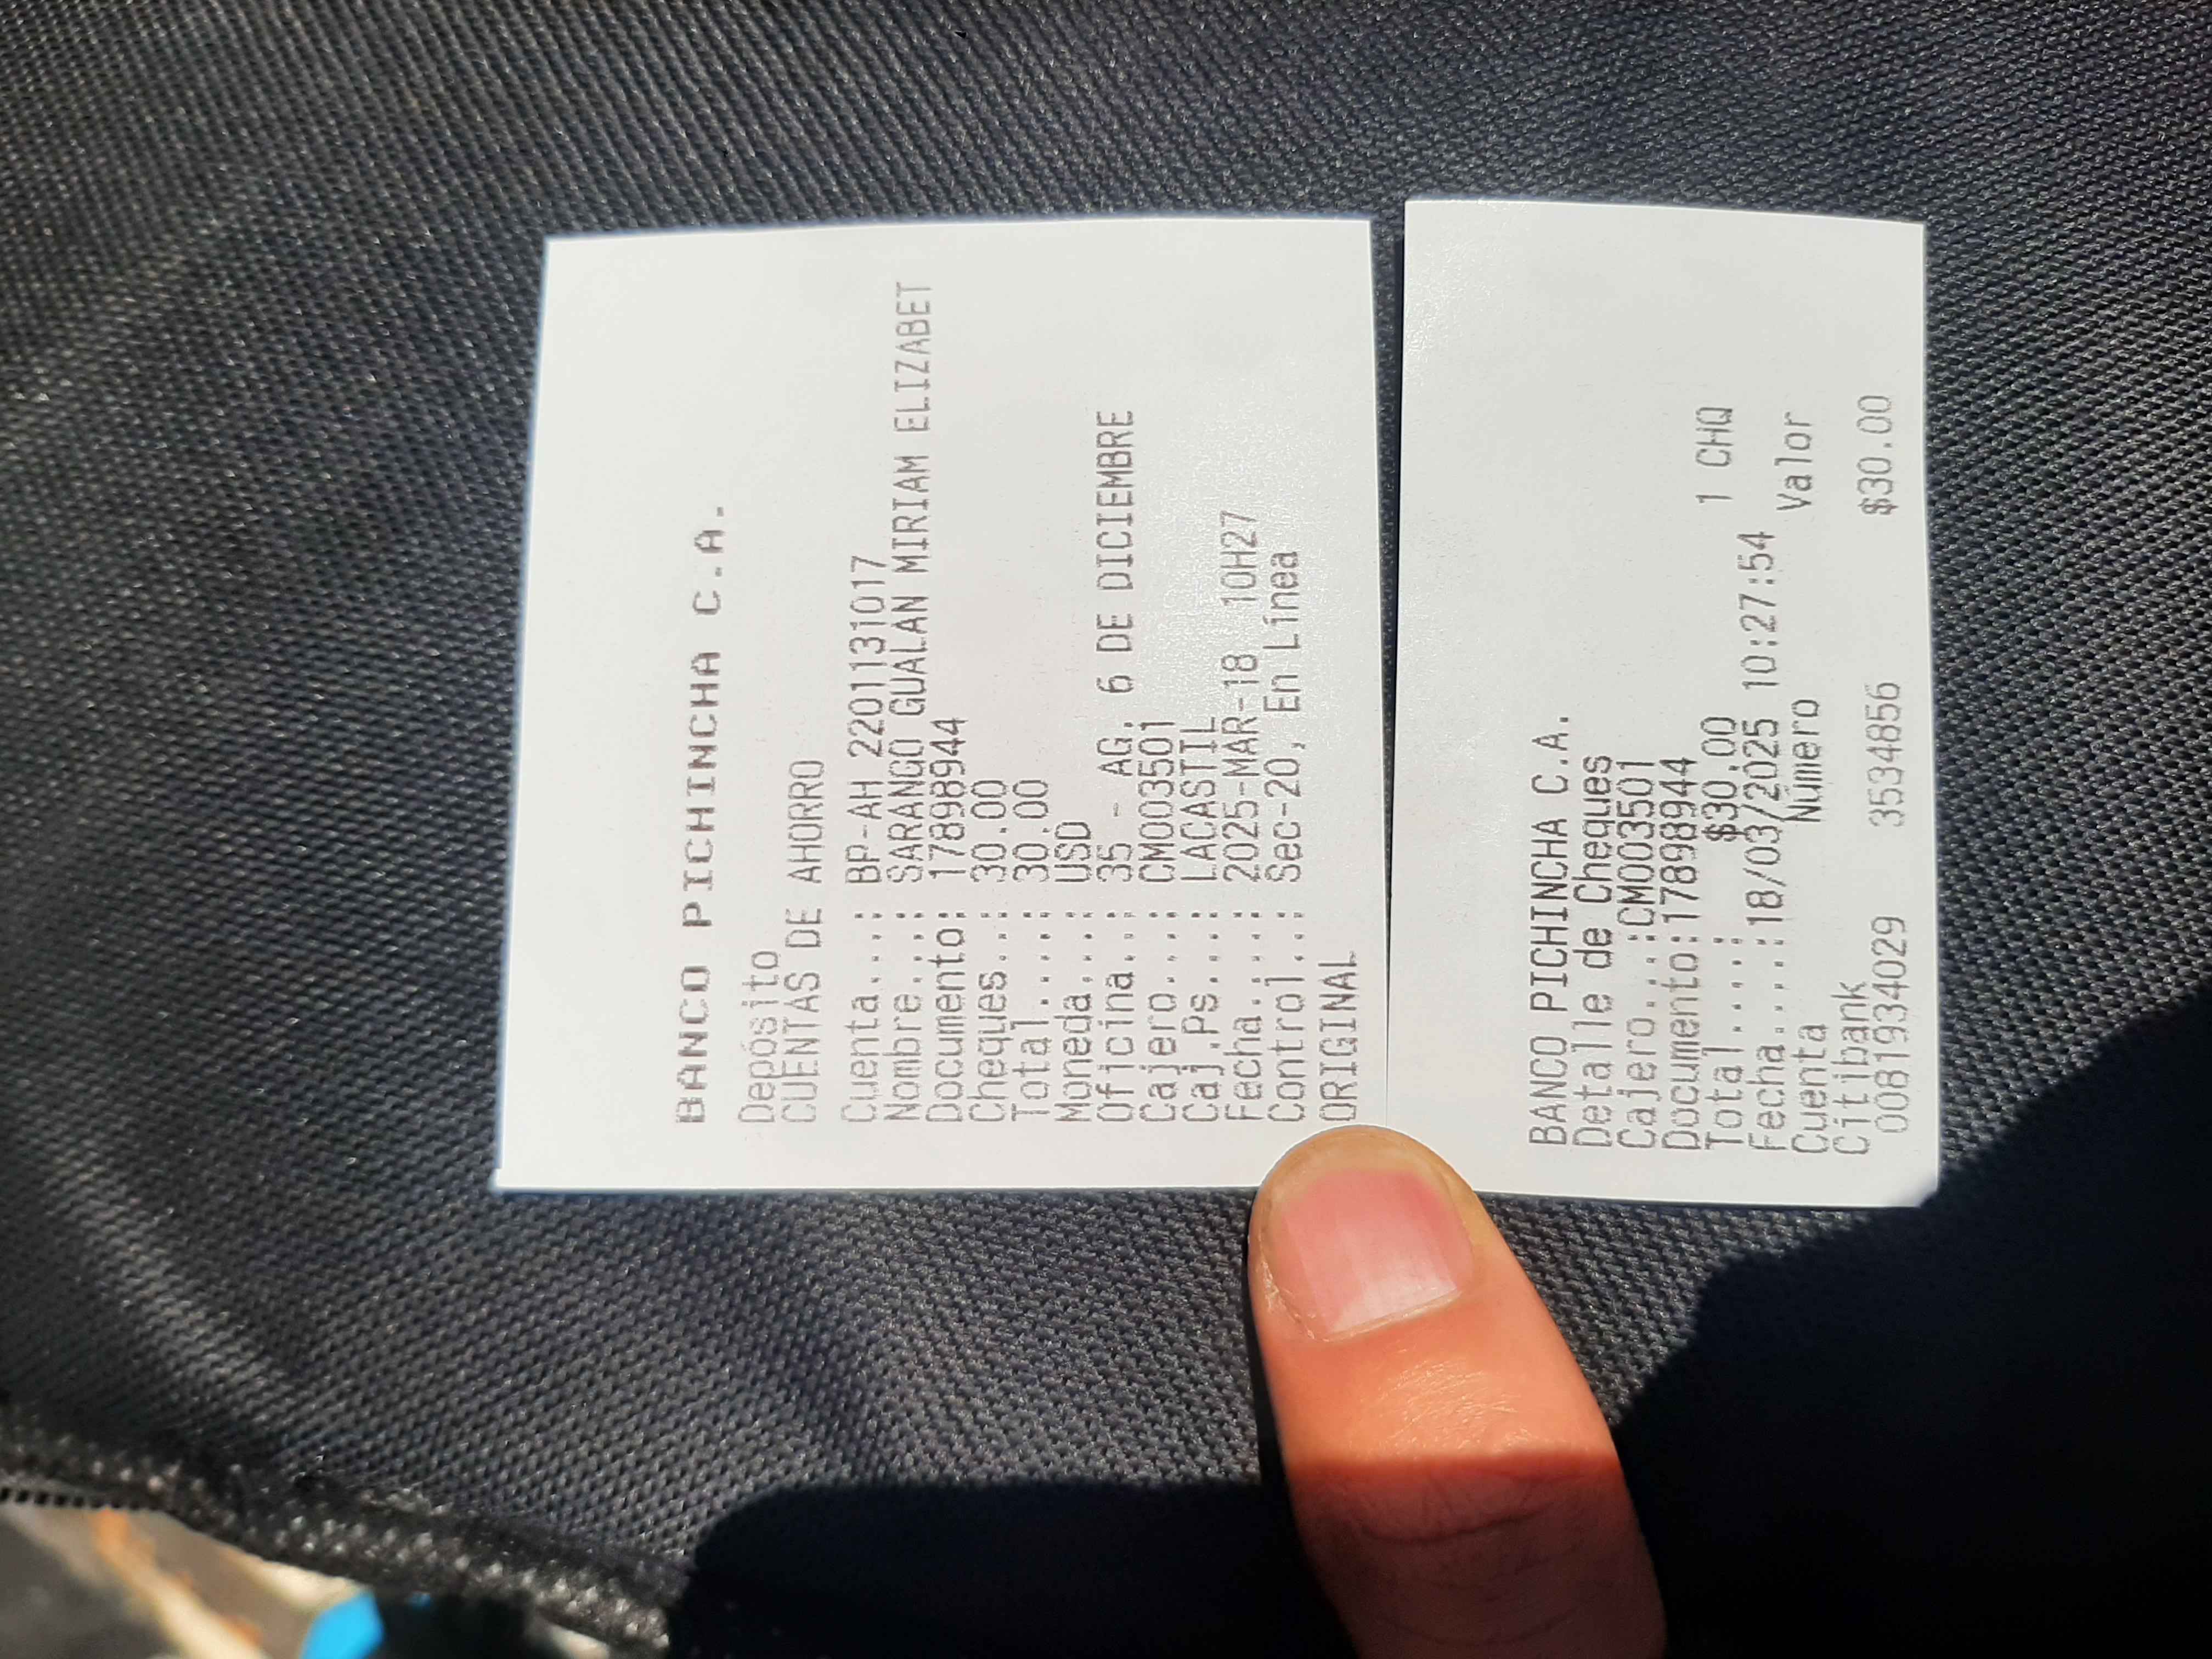 BANCO PICHINCHA C.A.
Depósito
CUENTAS DE AHORRO
Cuenta...: BP-AH 2201131017
Nombre...: SARANGO GUALAN MIRIAM ELIZABET
Documento: 17898944
Cheques..: 30.00
Total....: 30.00
Moneda...: USD
Oficina..: 35 - AG. 6 DE DICIEMBRE
Cajero...: CM003501
Caj.Ps...: LACASTIL
Fecha....: 2025-MAR-18 10H27
Control..: Sec-20, En Línea
ORIGINAL
BANCO PICHINCHA C.A.
Detalle de Cheques
Cajero...:CM003501
Documento:17898944
Total....: $30.00 1 CHQ
Fecha....:18/03/2025 10:27:54
Cuenta Número Valor
Citibank
0081934029 3534856 $30.00